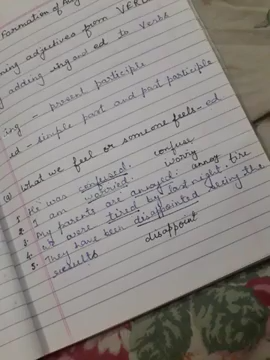 Formation of Adj
ning adjectives from VERB
y adding ing and ed to Verbs
ing - present participle
ed - simple past and past participle
(a) What we feel or someone feels - ed
confuse
1. He was confused.
worry
2. I am worried.
annoy
3. My parents are annoyed.
4. We were tired by last night. tire
5. They have been disappointed seeing the
results
disappoint